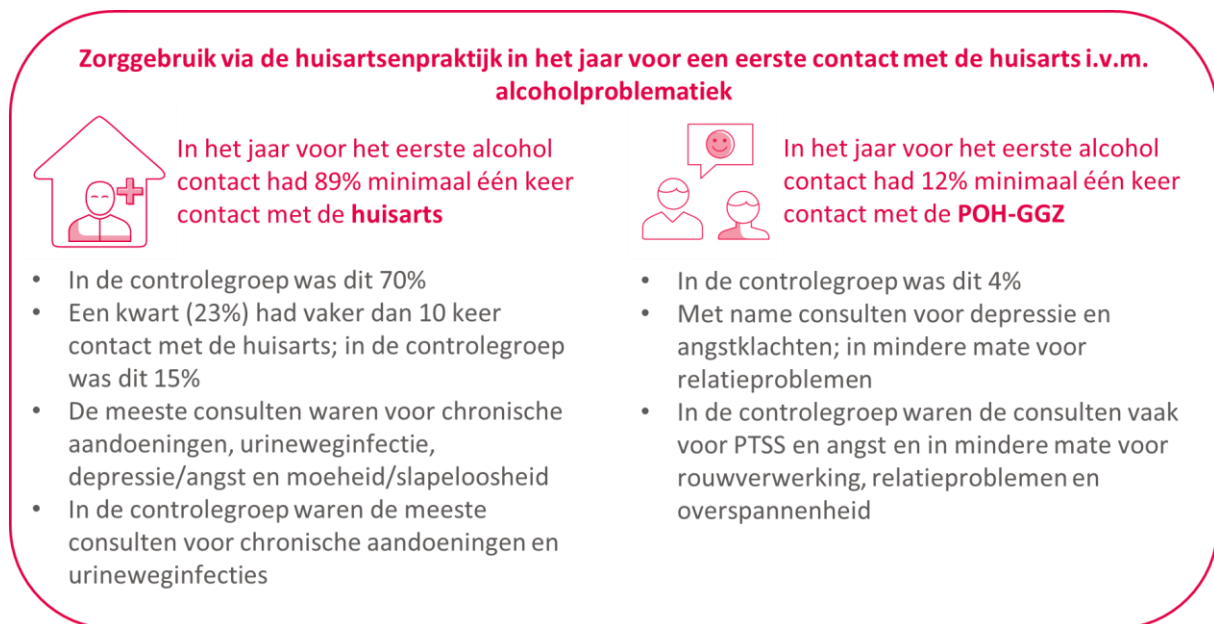 Zorggebruik via de huisartsenpraktijk in het jaar voor een eerste contact met de huisarts i.v.m.
alcoholproblematiek
In het jaar voor het eerste alcohol
contact had 89% minimaal één keer
contact met de huisarts
• In de controlegroep was dit 70%
• Een kwart (23%) had vaker dan 10 keer
contact met de huisarts; in de controlegroep
was dit 15%
• De meeste consulten waren voor chronische
aandoeningen, urineweginfectie,
depressie/angst en moeheid/slapeloosheid
• In de controlegroep waren de meeste
consulten voor chronische aandoeningen en
urineweginfecties
In het jaar voor het eerste alcohol
contact had 12% minimaal één keer
contact met de POH-GGZ
• In de controlegroep was dit 4%
• Met name consulten voor depressie en
angstklachten; in mindere mate voor
relatieproblemen
• In de controlegroep waren de consulten vaak
voor PTSS en angst en in mindere mate voor
rouwverwerking, relatieproblemen en
overspannenheid